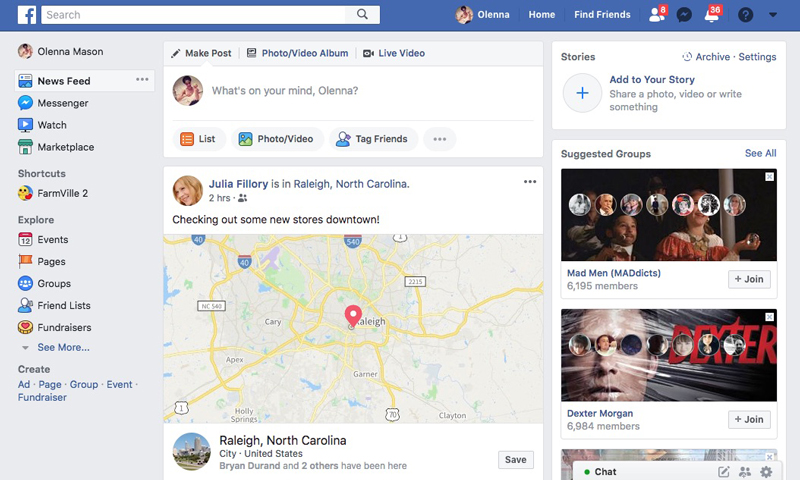 f
Search
Olenna
Home
Find Friends
8
36
Olenna Mason
News Feed
Messenger
Watch
Marketplace
Shortcuts
FarmVille 2
Explore
12
Events
Pages
Groups
Friend Lists
Fundraisers
See More...
Create
Ad · Page · Group · Event ·
Fundraiser
Make Post
Photo/Video Album
Live Video
What's on your mind, Olenna?
List
Photo/Video
Tag Friends
Julia Fillory is in Raleigh, North Carolina.
2 hrs ·
Checking out some new stores downtown!
40
540
1
40
2215
NC 540
Cary
Raleigh
Apex
Garner
1
Holly
Springs
70
Clayton
Raleigh, North Carolina
City · United States
Bryan Durand and 2 others have been here
Save
Stories
Archive · Settings
Add to Your Story
Share a photo, video or write
something
Suggested Groups
See All
Mad Men (MADdicts)
6,195 members
+ Join
DEXTER
Dexter Morgan
6,984 members
+ Join
Chat